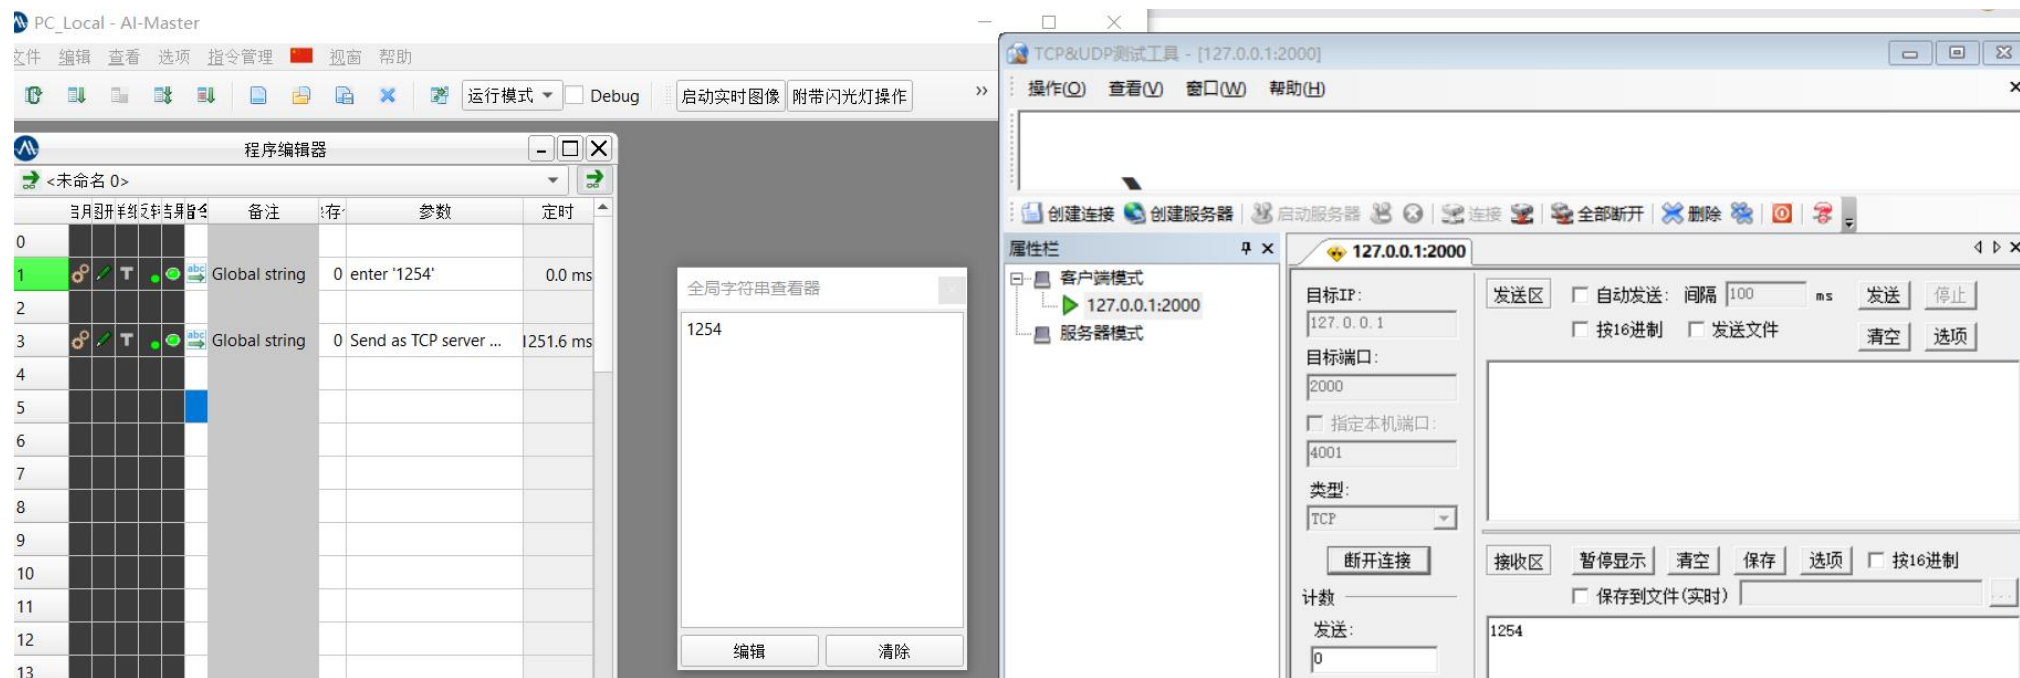 PC_Local - AI-Master
文件 编辑 查看 选项 指令管理 视窗 帮助
运行模式 Debug 启动实时图像 附带闪光灯操作 »
程序编辑器
<未命名 0>
备注 参数 定时
0
1 Global string 0 enter '1254' 0.0 ms
2
3 Global string 0 Send as TCP server ... 1251.6 ms
4
5
6
7
8
9
10
11
12
13
全局字符串查看器
1254
编辑 清除
TCP&UDP测试工具 - [127.0.0.1:2000]
操作(O) 查看(V) 窗口(W) 帮助(H)
创建连接 创建服务器 启动服务器 连接 全部断开 删除
属性栏
客户端模式
127.0.0.1:2000
服务器模式
127.0.0.1:2000
目标IP:
127.0.0.1
目标端口:
2000
指定本机端口:
4001
类型:
TCP
断开连接
计数
发送:
0
发送区 自动发送: 间隔 100 ms 发送 停止
按16进制 发送文件 清空 选项
接收区 暂停显示 清空 保存 选项 按16进制
保存到文件(实时) ...
1254